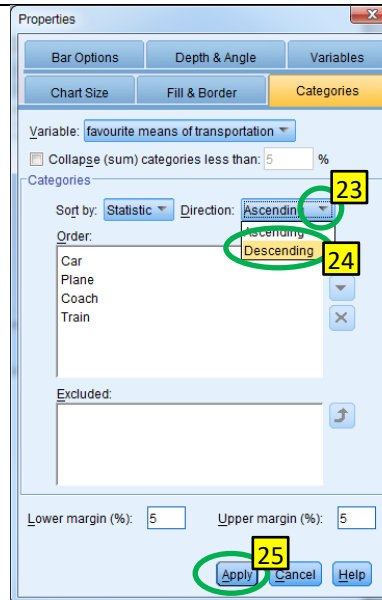 Properties
Bar Options Depth & Angle Variables
Chart Size Fill & Border Categories
Variable: favourite means of transportation
Collapse (sum) categories less than: 5 %
Categories
23
Sort by: Statistic Direction: Ascending
Order: Ascending
Descending 24
Car
Plane
Coach
Train
Excluded:
Lower margin (%): 5 Upper margin (%): 5
25
Apply Cancel Help